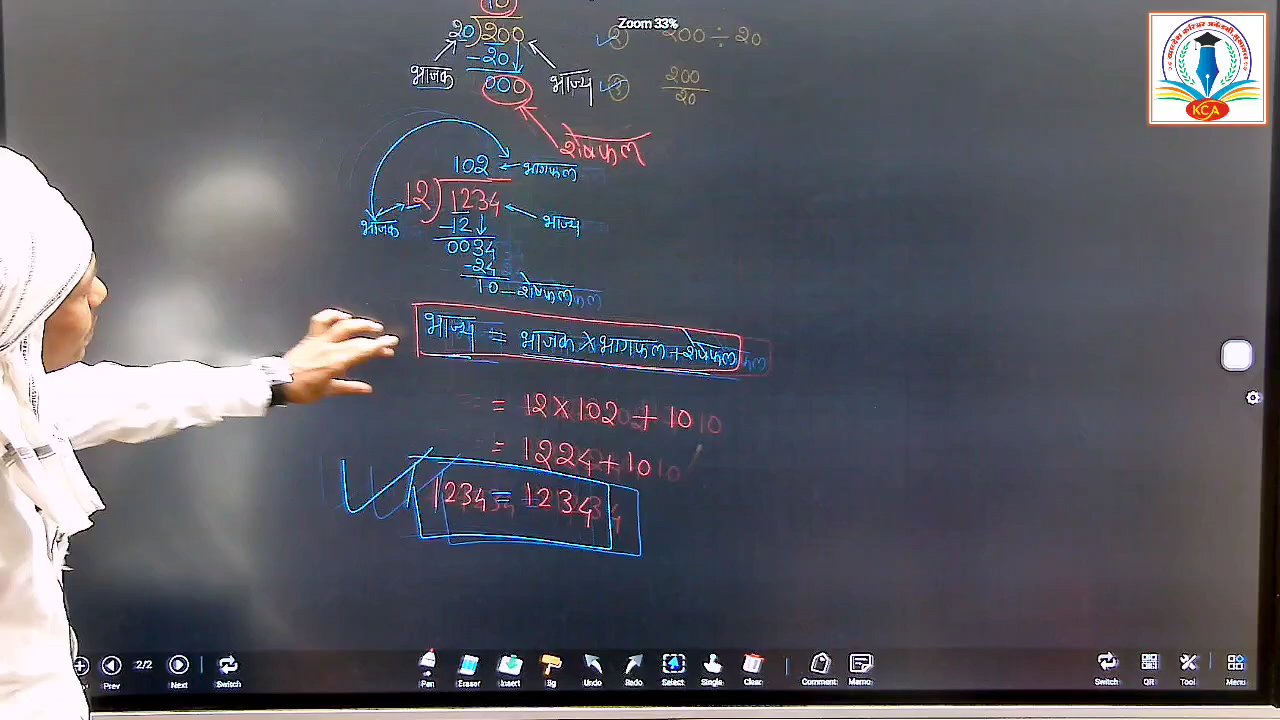 Zoom 33%
10
20)200
-20
000
भाजक
भाज्य
शेषफल
२) 200 ÷ 20
३) 200/20
102 ← भागफल
12)1234
भाजक
भाज्य
-12
0034
-24
10 – शेषफल
भाज्य = भाजक × भागफल + शेषफल
= 12 × 102 + 10
= 1224 + 10
1234 = 1234
KCA
2/2
Prev
Next
Switch
Pen
Eraser
Insert
Bg
Undo
Redo
Select
Single
Clear
Comment
Memo
Switch
QR
Tool
Menu